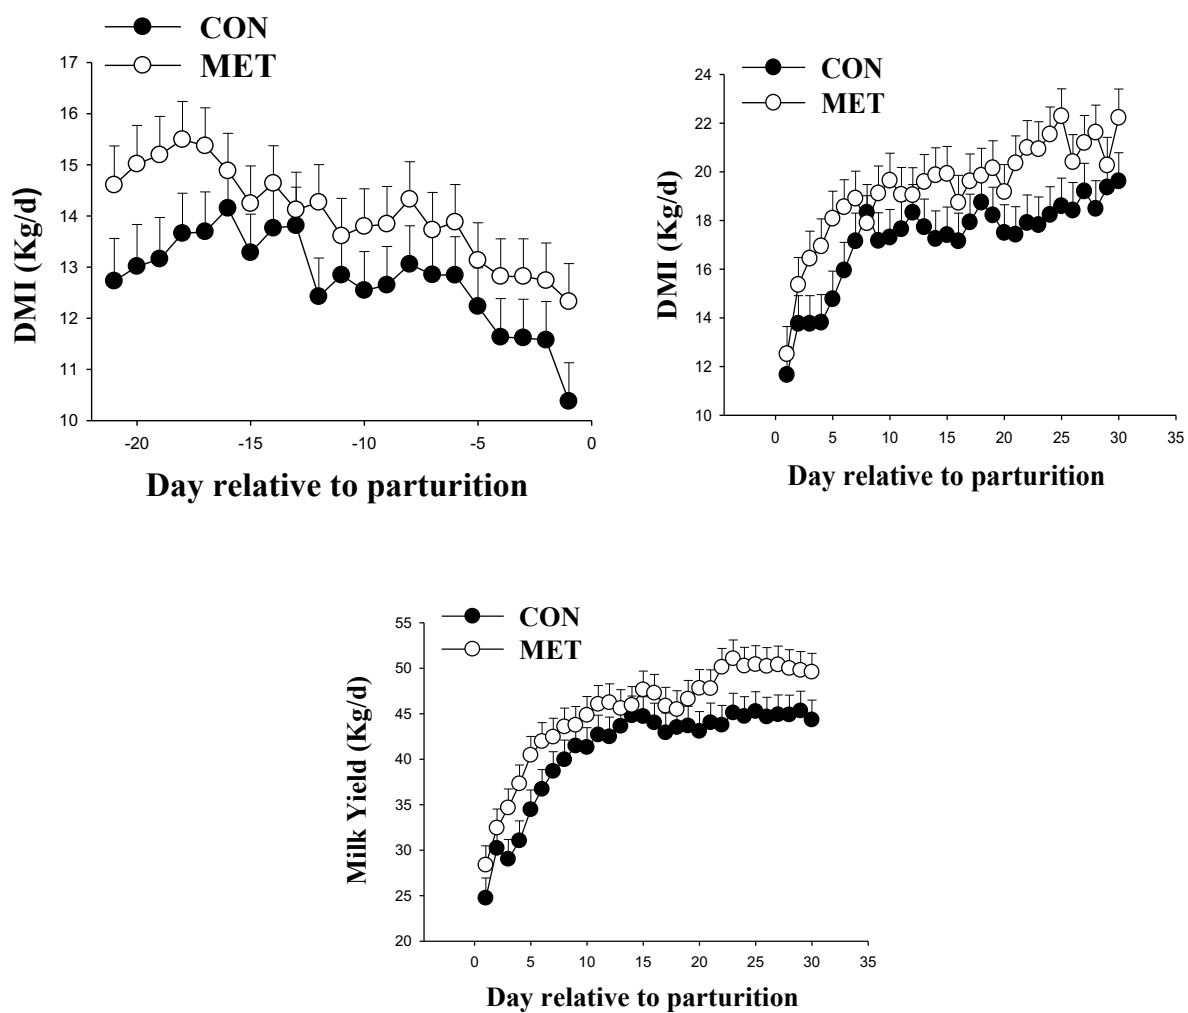 CON
MET
17
16
15
14
13
12
11
10
DMI (Kg/d)
-20 -15 -10 -5 0
Day relative to parturition
CON
MET
24
22
20
18
16
14
12
10
DMI (Kg/d)
0 5 10 15 20 25 30 35
Day relative to parturition
CON
MET
55
50
45
40
35
30
25
20
Milk Yield (Kg/d)
0 5 10 15 20 25 30 35
Day relative to parturition